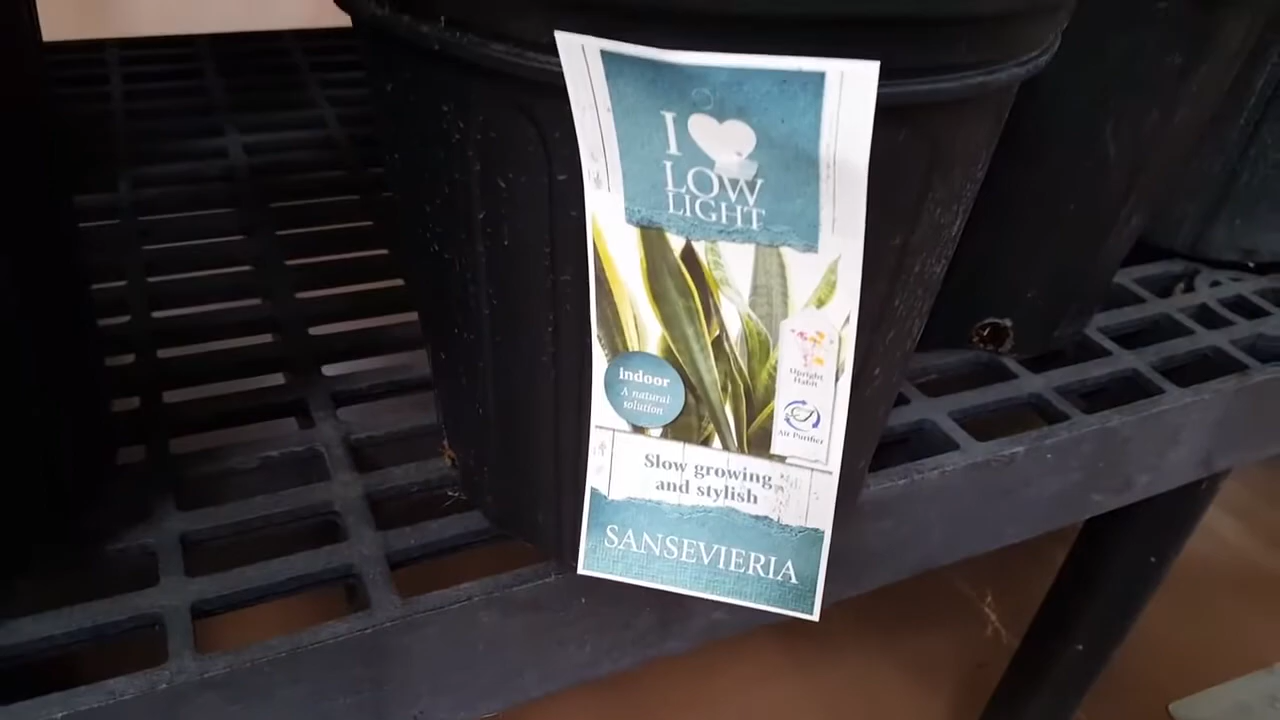 I
LOW
LIGHT
indoor
A natural
solution
Upright
Habit
Air Purifier
Slow growing
and stylish
SANSEVIERIA